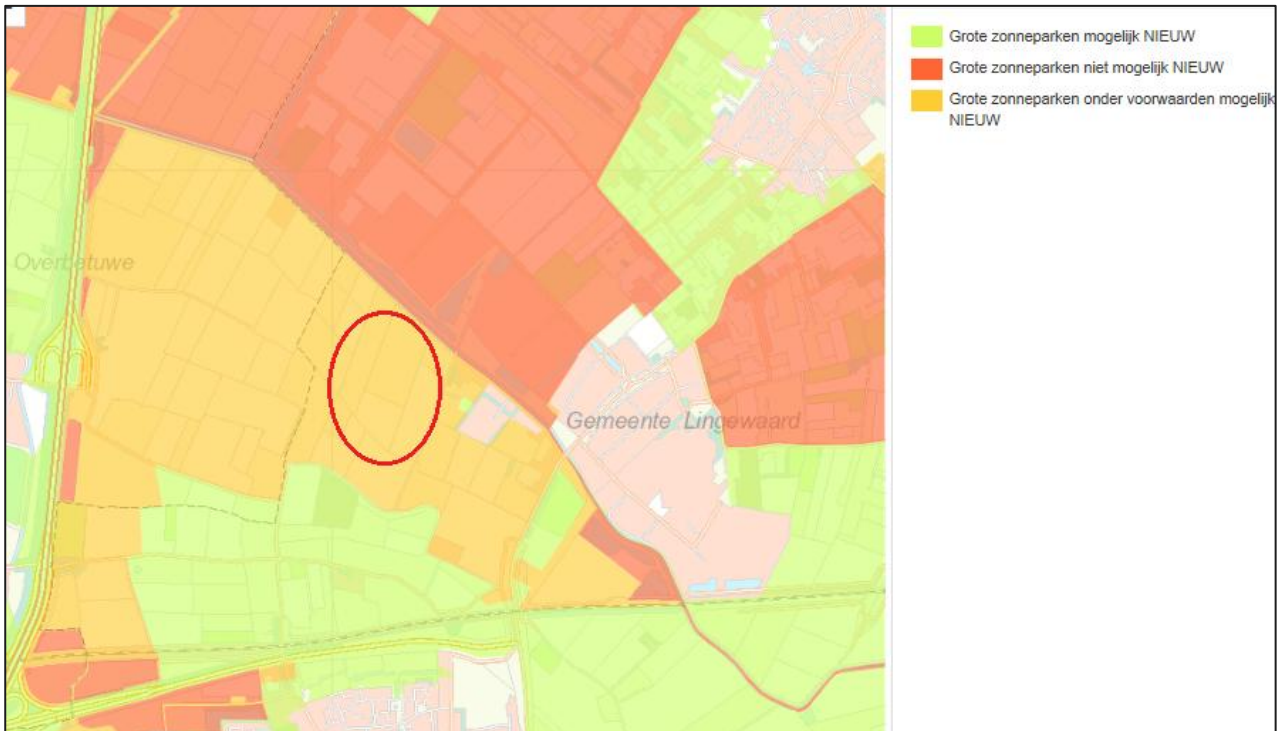 Grote zonneparken mogelijk NIEUW
Grote zonneparken niet mogelijk NIEUW
Grote zonneparken onder voorwaarden mogelijk
NIEUW
Overbetuwe
Gemeente Lingewaard